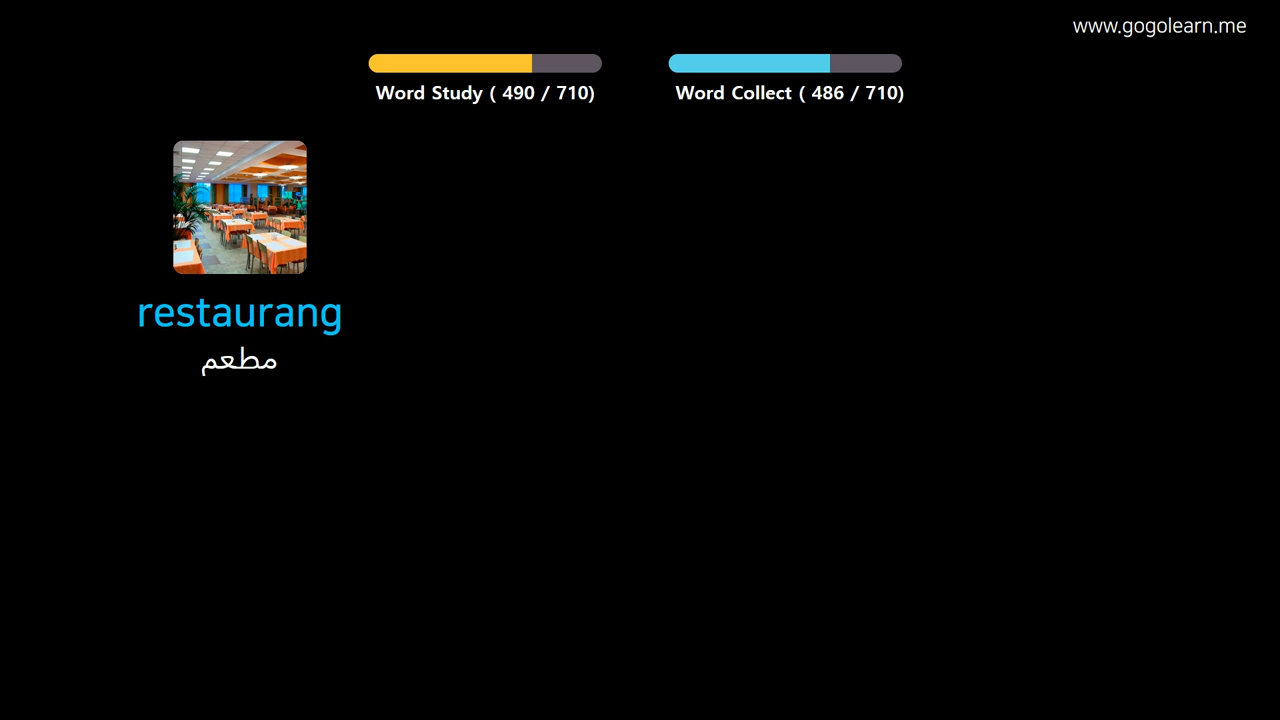 www.gogolearn.me
Word Study ( 490 / 710)
Word Collect ( 486 / 710)
restaurang
مطعم